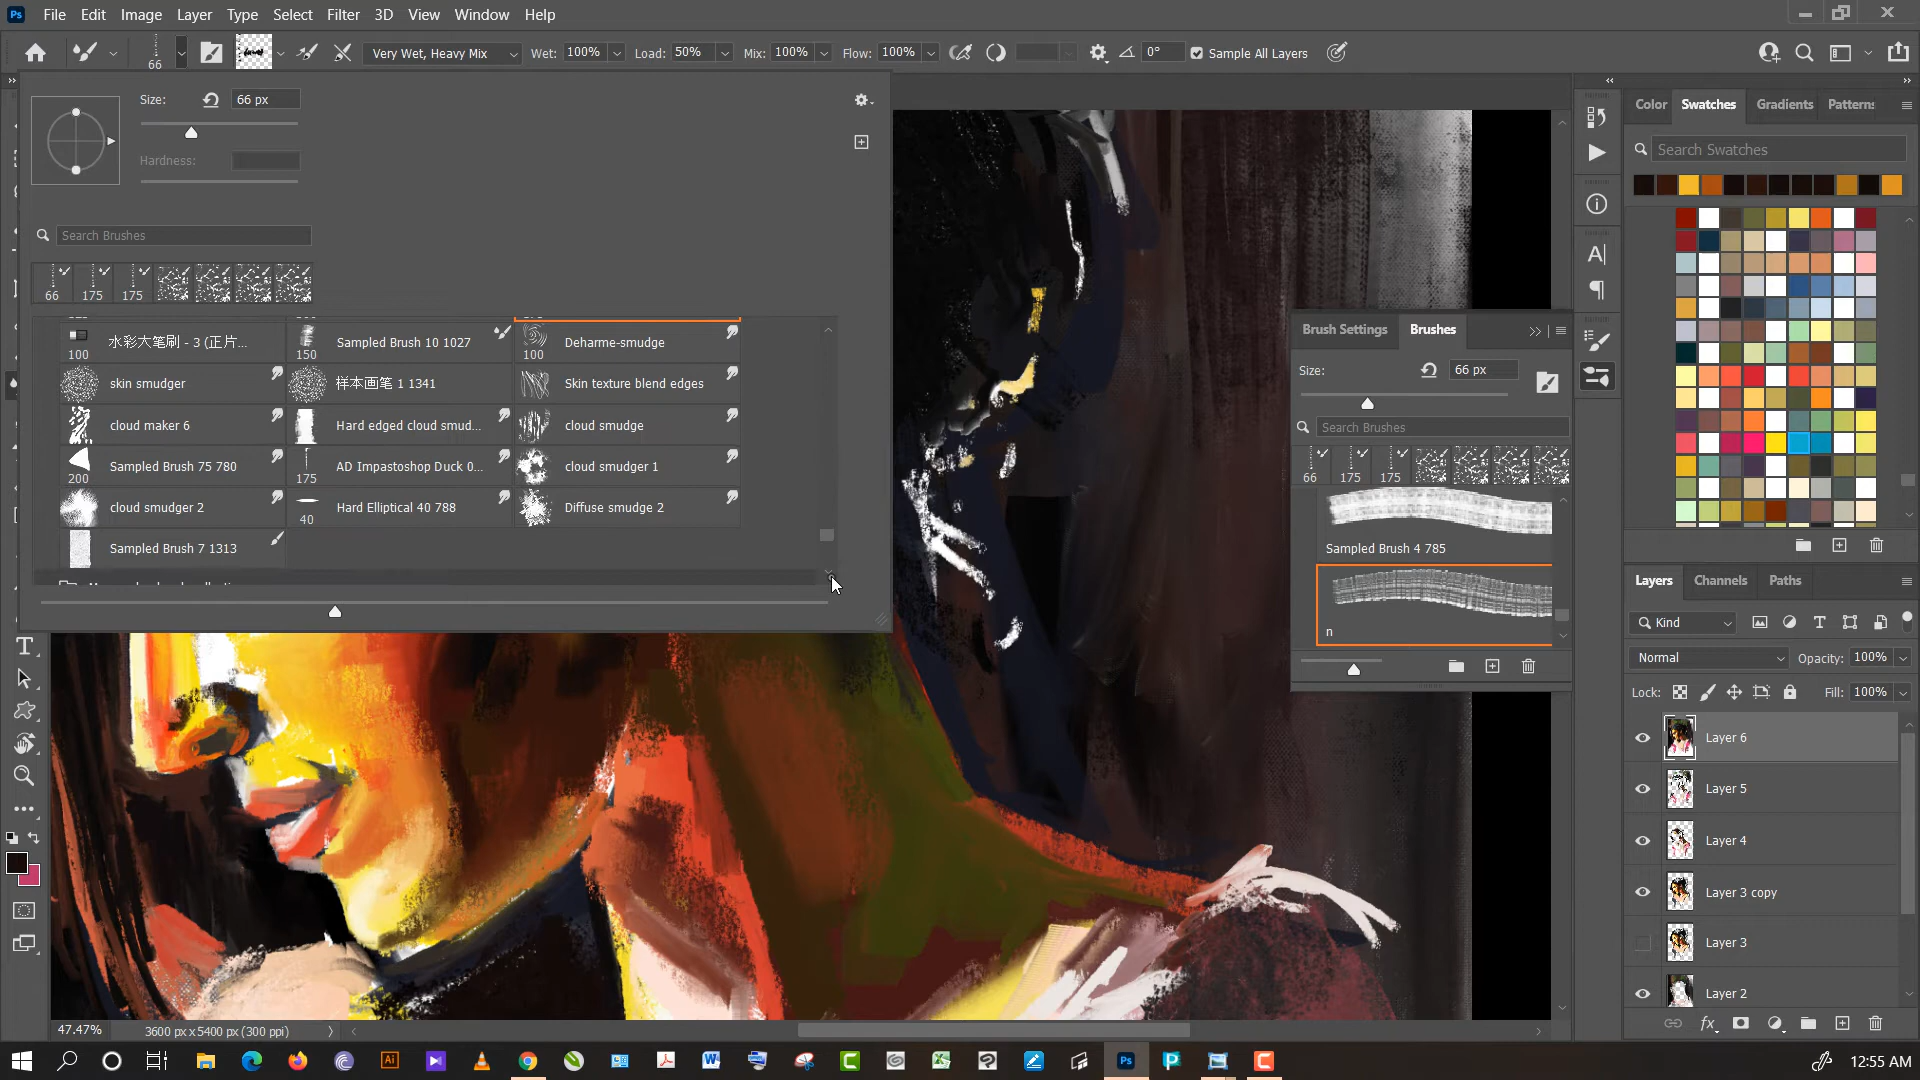 Ps File Edit Image Layer Type Select Filter 3D View Window Help
66 Very Wet, Heavy Mix Wet: 100% Load: 50% Mix: 100% Flow: 100% 0° Sample All Layers
Size: 66 px
Hardness:
Search Brushes
66 175 175
100 水彩大笔刷 - 3 (正片...
150 Sampled Brush 10 1027
100 Deharme-smudge
skin smudger
样本画笔 1 1341
Skin texture blend edges
cloud maker 6
Hard edged cloud smud...
cloud smudge
200 Sampled Brush 75 780
175 AD Impastoshop Duck 0...
cloud smudger 1
cloud smudger 2
40 Hard Elliptical 40 788
Diffuse smudge 2
Sampled Brush 7 1313
Brush Settings Brushes
Size: 66 px
Search Brushes
66 175 175
Sampled Brush 4 785
n
Color Swatches Gradients Patterns
Search Swatches
Layers Channels Paths
Kind
Normal Opacity: 100%
Lock: Fill: 100%
Layer 6
Layer 5
Layer 4
Layer 3 copy
Layer 3
Layer 2
fx
47.47% 3600 px x 5400 px (300 ppi)
12:55 AM